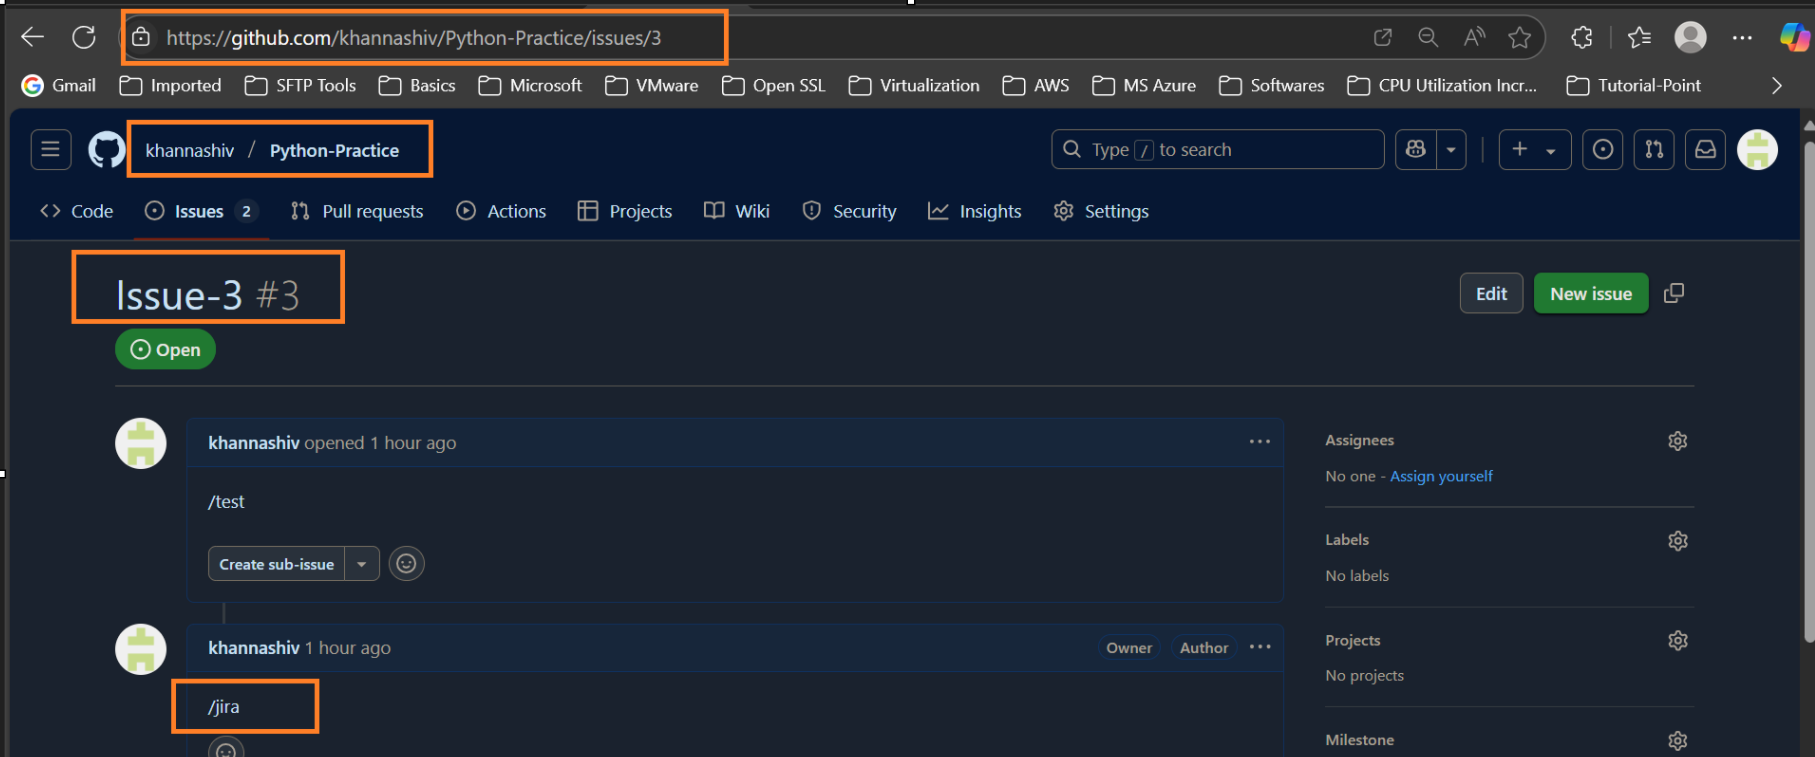 https://github.com/khannashiv/Python-Practice/issues/3
Gmail Imported SFTP Tools Basics Microsoft VMware Open SSL Virtualization AWS MS Azure Softwares CPU Utilization Incr... Tutorial-Point
khannashiv / Python-Practice
Type / to search
Code Issues 2 Pull requests Actions Projects Wiki Security Insights Settings
Issue-3 #3
Edit New issue
Open
khannashiv opened 1 hour ago
/test
Create sub-issue
khannashiv 1 hour ago Owner Author
/jira
Assignees
No one - Assign yourself
Labels
No labels
Projects
No projects
Milestone